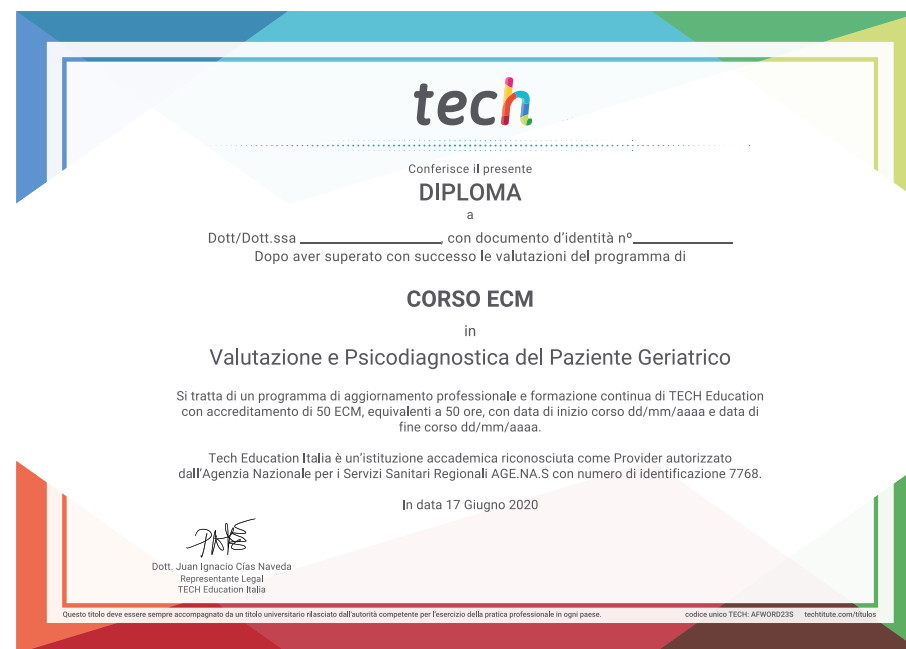 tech
Conferisce il presente
DIPLOMA
a
Dott/Dott.ssa ____________________, con documento d'identità nº______________
Dopo aver superato con successo le valutazioni del programma di
CORSO ECM
in
Valutazione e Psicodiagnostica del Paziente Geriatrico
Si tratta di un programma di aggiornamento professionale e formazione continua di TECH Education
con accreditamento di 50 ECM, equivalenti a 50 ore, con data di inizio corso dd/mm/aaaa e data di
fine corso dd/mm/aaaa.
Tech Education Italia è un'istituzione accademica riconosciuta come Provider autorizzato
dall'Agenzia Nazionale per i Servizi Sanitari Regionali AGE.NA.S con numero di identificazione 7768.
In data 17 Giugno 2020
Dott. Juan Ignacio Cías Naveda
Representante Legal
TECH Education Italia
Questo titolo deve essere sempre accompagnato da un titolo universitario rilasciato dall'autorità competente per l'esercizio della pratica professionale in ogni paese. codice unico TECH: AFWORD23S techtitute.com/titulos